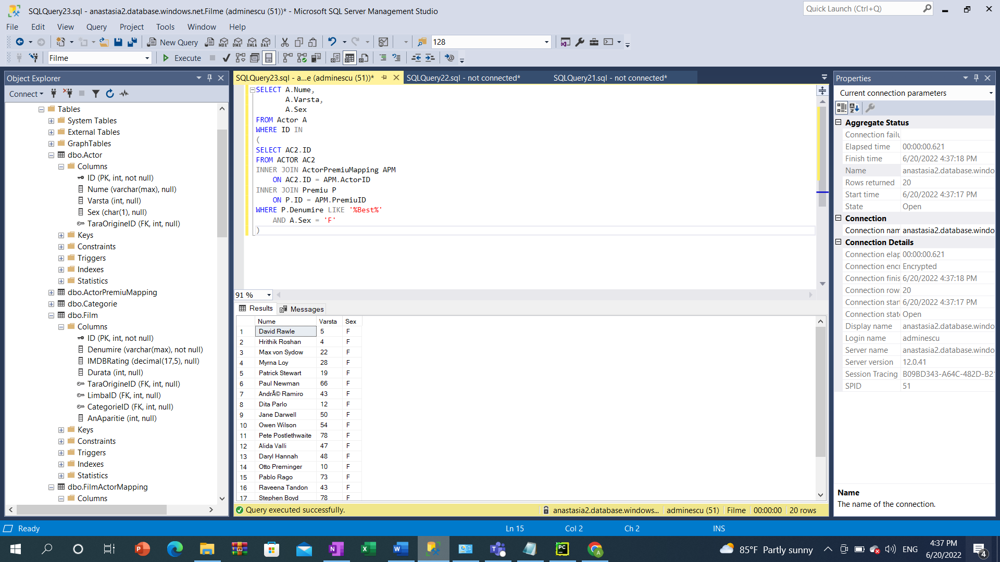 SQLQuery23.sql - anastasia2.database.windows.net.Filme (adminescu (51))* - Microsoft SQL Server Management Studio
Quick Launch (Ctrl+Q)
File Edit View Query Project Tools Window Help
New Query
MDX DMX XMLA DAX
128
Filme
Execute
Object Explorer
Connect
Tables
System Tables
External Tables
GraphTables
dbo.Actor
Columns
ID (PK, int, not null)
Nume (varchar(max), null)
Varsta (int, null)
Sex (char(1), null)
TaraOrigineID (FK, int, null)
Keys
Constraints
Triggers
Indexes
Statistics
dbo.ActorPremiuMapping
dbo.Categorie
dbo.Film
Columns
ID (PK, int, not null)
Denumire (varchar(max), not null)
IMDBRating (decimal(17,5), null)
Durata (int, null)
TaraOrigineID (FK, int, null)
LimbaID (FK, int, null)
CategorieID (FK, int, null)
AnAparitie (int, null)
Keys
Constraints
Triggers
Indexes
Statistics
dbo.FilmActorMapping
Columns
SQLQuery23.sql - a...e (adminescu (51))*
SQLQuery22.sql - not connected*
SQLQuery21.sql - not connected*
SELECT A.Nume,
A.Varsta,
A.Sex
FROM Actor A
WHERE ID IN
(
SELECT AC2.ID
FROM ACTOR AC2
INNER JOIN ActorPremiuMapping APM
ON AC2.ID = APM.ActorID
INNER JOIN Premiu P
ON P.ID = APM.PremiuID
WHERE P.Denumire LIKE '%Best%'
AND A.Sex = 'F'
)
91 %
Results Messages
Nume Varsta Sex
1 David Rawle 5 F
2 Hrithik Roshan 4 F
3 Max von Sydow 22 F
4 Myrna Loy 28 F
5 Patrick Stewart 19 F
6 Paul Newman 66 F
7 AndrÃ© Ramiro 43 F
8 Dita Parlo 12 F
9 Jane Darwell 50 F
10 Owen Wilson 54 F
11 Pete Postlethwaite 78 F
12 Alida Valli 47 F
13 Daryl Hannah 48 F
14 Otto Preminger 10 F
15 Pablo Rago 73 F
16 Raveena Tandon 43 F
17 Stephen Boyd 78 F
Query executed successfully.
anastasia2.database.windows... adminescu (51) Filme 00:00:00 20 rows
Properties
Current connection parameters
Aggregate Status
Connection failu
Elapsed time 00:00:00.621
Finish time 6/20/2022 4:37:18 PM
Name anastasia2.database.windo
Rows returned 20
Start time 6/20/2022 4:37:17 PM
State Open
Connection
Connection nam anastasia2.database.windo
Connection Details
Connection elap 00:00:00.621
Connection encr Encrypted
Connection finis 6/20/2022 4:37:18 PM
Connection row 20
Connection start 6/20/2022 4:37:17 PM
Connection state Open
Display name anastasia2.database.windo
Login name adminescu
Server name anastasia2.database.windo
Server version 12.0.41
Session Tracing B09BD343-A64C-482D-B21
SPID 51
Name
The name of the connection.
Ready Ln 15 Col 2 Ch 2 INS
85°F Partly sunny
ENG
4:37 PM
6/20/2022
4